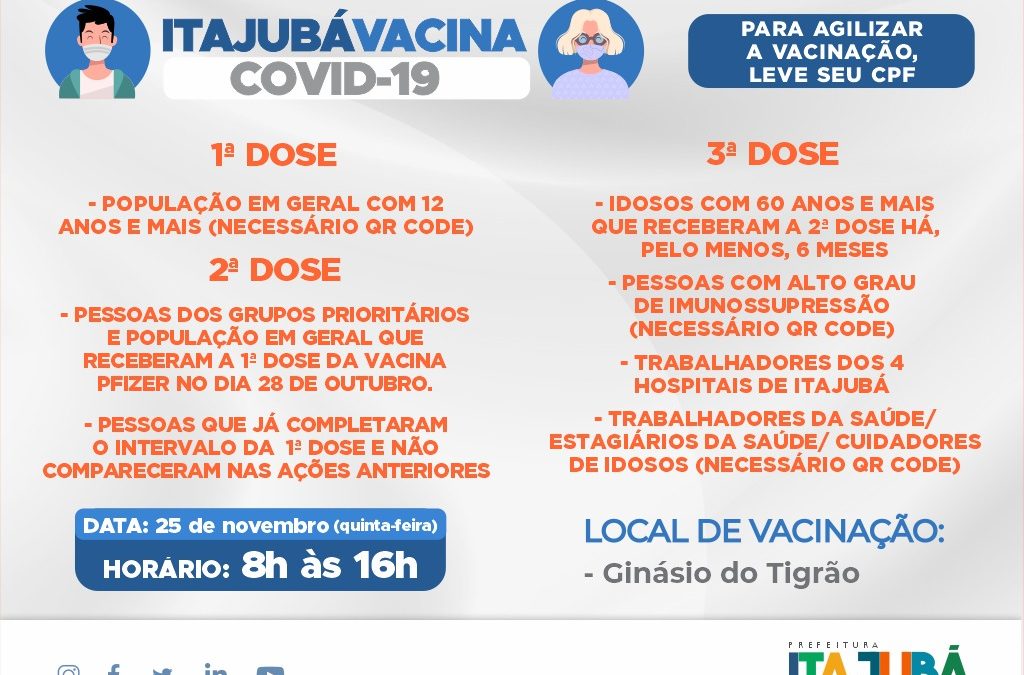 ITAJUBÁVACINA
COVID-19
PARA AGILIZAR
A VACINAÇÃO,
LEVE SEU CPF
1ª DOSE
- POPULAÇÃO EM GERAL COM 12
ANOS E MAIS (NECESSÁRIO QR CODE)
2ª DOSE
- PESSOAS DOS GRUPOS PRIORITÁRIOS
E POPULAÇÃO EM GERAL QUE
RECEBERAM A 1ª DOSE DA VACINA
PFIZER NO DIA 28 DE OUTUBRO.
- PESSOAS QUE JÁ COMPLETARAM
O INTERVALO DA 1ª DOSE E NÃO
COMPARECERAM NAS AÇÕES ANTERIORES
DATA: 25 de novembro (quinta-feira)
HORÁRIO: 8h às 16h
3ª DOSE
- IDOSOS COM 60 ANOS E MAIS
QUE RECEBERAM A 2ª DOSE HÁ,
PELO MENOS, 6 MESES
- PESSOAS COM ALTO GRAU
DE IMUNOSSUPRESSÃO
(NECESSÁRIO QR CODE)
- TRABALHADORES DOS 4
HOSPITAIS DE ITAJUBÁ
- TRABALHADORES DA SAÚDE/
ESTAGIÁRIOS DA SAÚDE/ CUIDADORES
DE IDOSOS (NECESSÁRIO QR CODE)
LOCAL DE VACINAÇÃO:
- Ginásio do Tigrão
PREFEITURA
ITAJUBÁ